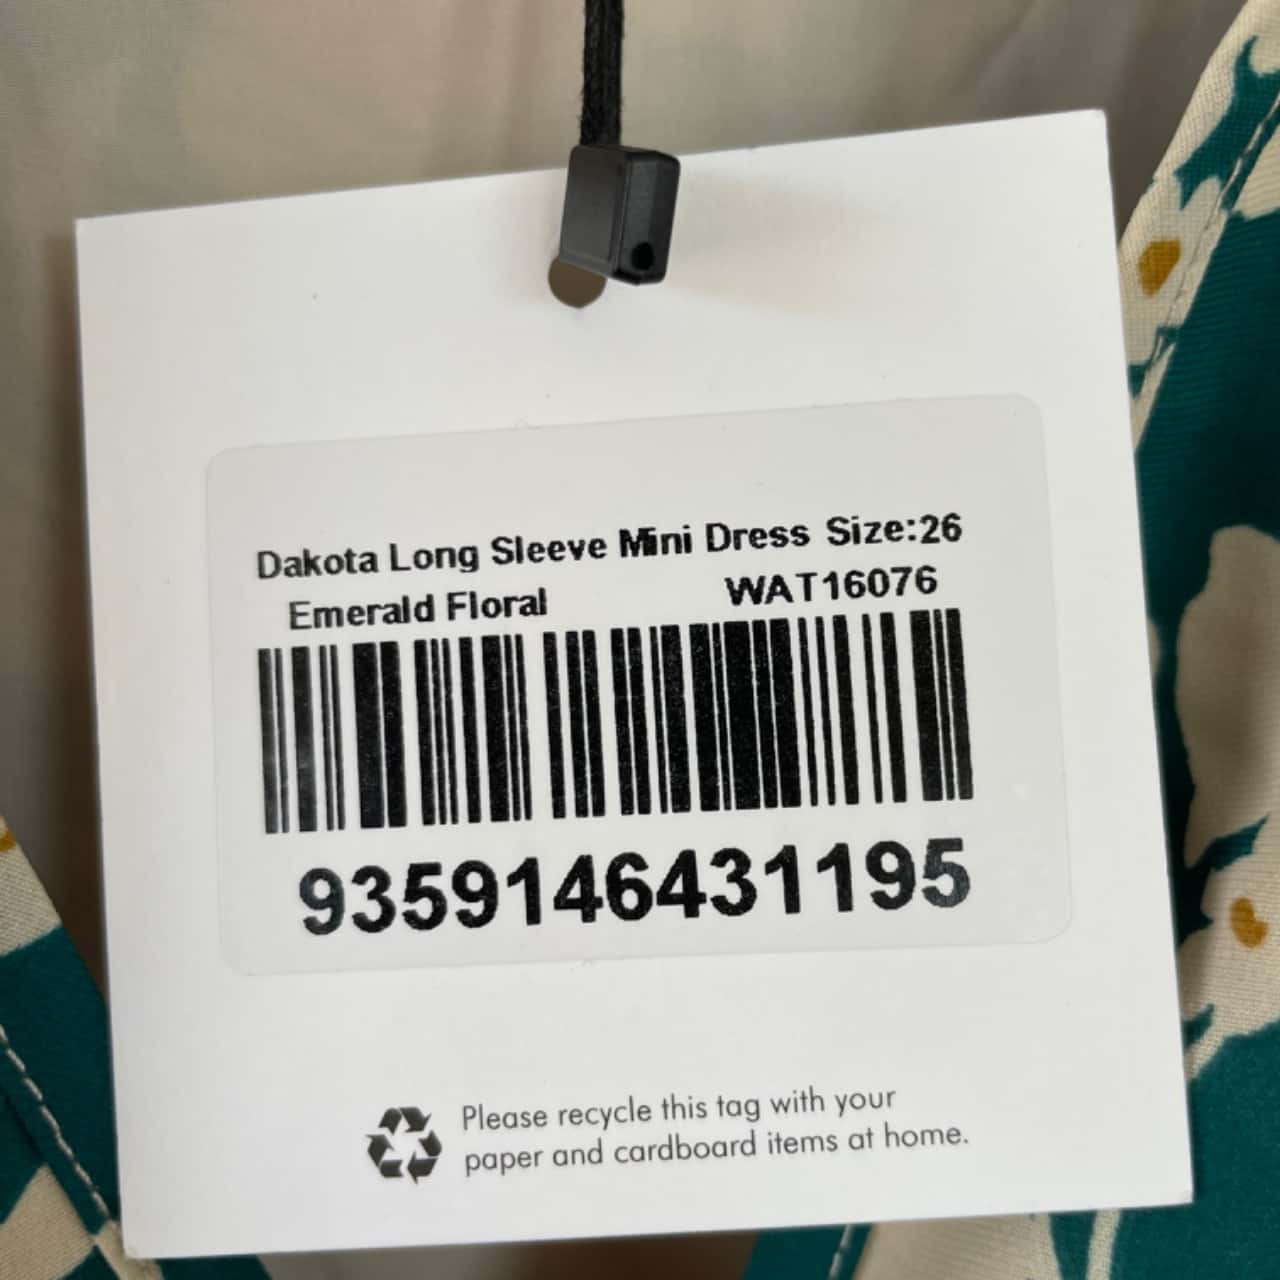 Dakota Long Sleeve Mini Dress Size:26
Emerald Floral WAT16076
9359146431195
Please recycle this tag with your
paper and cardboard items at home.